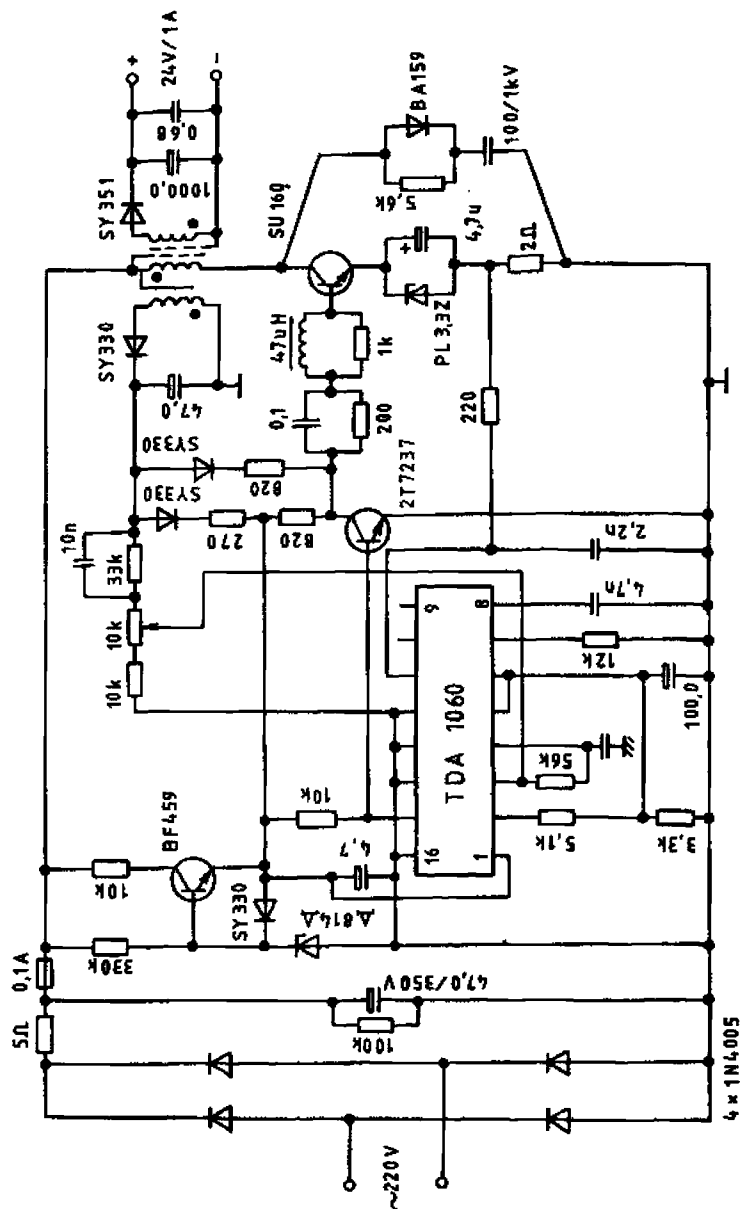 ~220V
4 × 1N4005
5Ω
0,1A
100k
47,0/350V
330k
10k
BF459
SY330
Д814Д
4,7
10k
10k
10k
33k
10n
SY330
SY330
270
820
820
2T7237
SY330
47,0
SY351
1000,0
0,68
24V/1A
+
-
0,1
200
47uH
1k
SU160
5,6k
BA159
100/1kV
+
4,7u
PL3,3Z
2Ω
220
TDA 1060
16
9
1
8
5,1k
3,3k
56k
100,0
12k
4,7n
2,2n